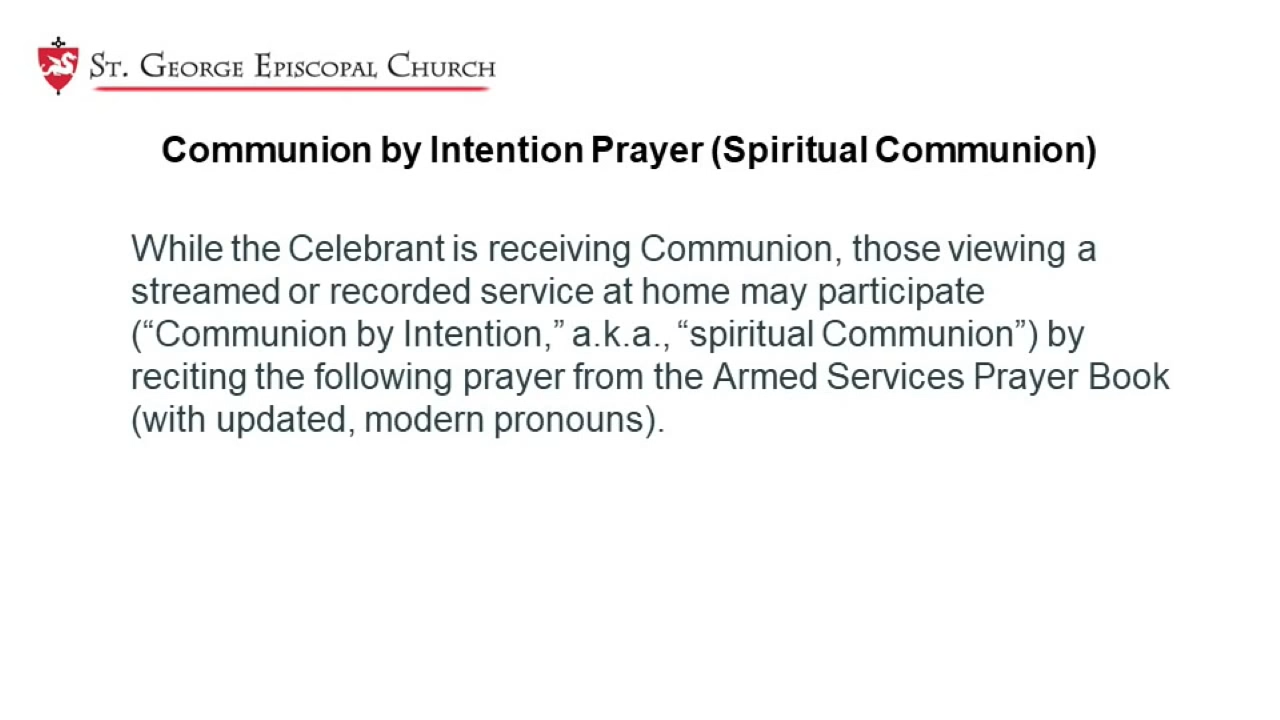 St. George Episcopal Church
Communion by Intention Prayer (Spiritual Communion)
While the Celebrant is receiving Communion, those viewing a
streamed or recorded service at home may participate
(“Communion by Intention,” a.k.a., “spiritual Communion”) by
reciting the following prayer from the Armed Services Prayer Book
(with updated, modern pronouns).